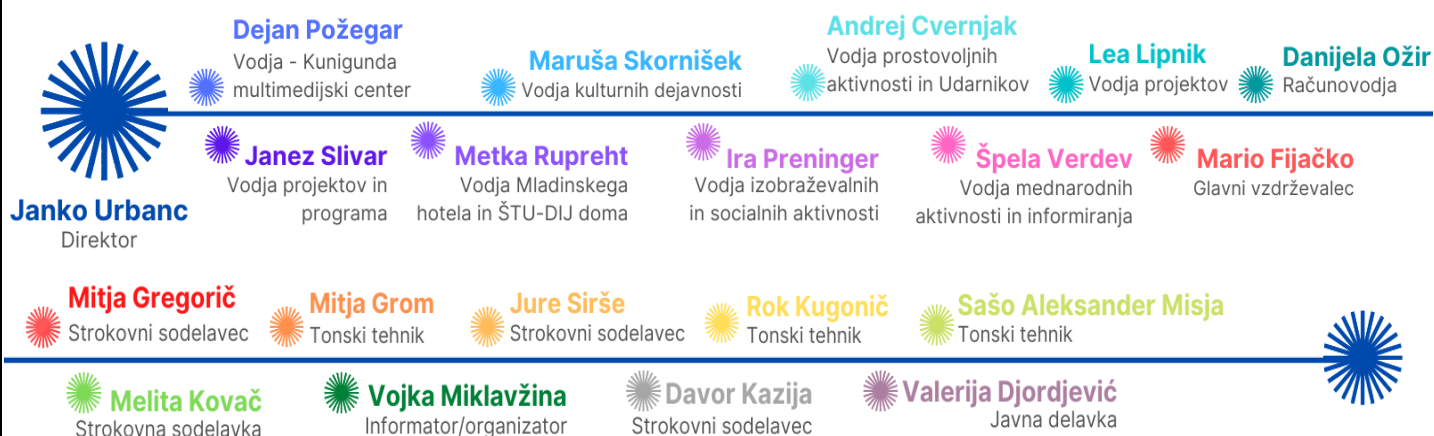 Dejan Požegar
Vodja - Kunigunda
multimedijski center
Maruša Skornišek
Vodja kulturnih dejavnosti
Andrej Cvernjak
Vodja prostovoljnih
aktivnosti in Udarnikov
Lea Lipnik
Vodja projektov
Danijela Ožir
Računovodja
Janko Urbanc
Direktor
Janez Slivar
Vodja projektov in
programa
Metka Rupreht
Vodja Mladinskega
hotela in ŠTU-DIJ doma
Ira Preninger
Vodja izobraževalnih
in socialnih aktivnosti
Špela Verdev
Vodja mednarodnih
aktivnosti in informiranja
Mario Fijačko
Glavni vzdrževalec
Mitja Gregorič
Strokovni sodelavec
Mitja Grom
Tonski tehnik
Jure Sirše
Strokovni sodelavec
Rok Kugonič
Tonski tehnik
Sašo Aleksander Misja
Tonski tehnik
Melita Kovač
Strokovna sodelavka
Vojka Miklavžina
Informator/organizator
Davor Kazija
Strokovni sodelavec
Valerija Djordjević
Javna delavka